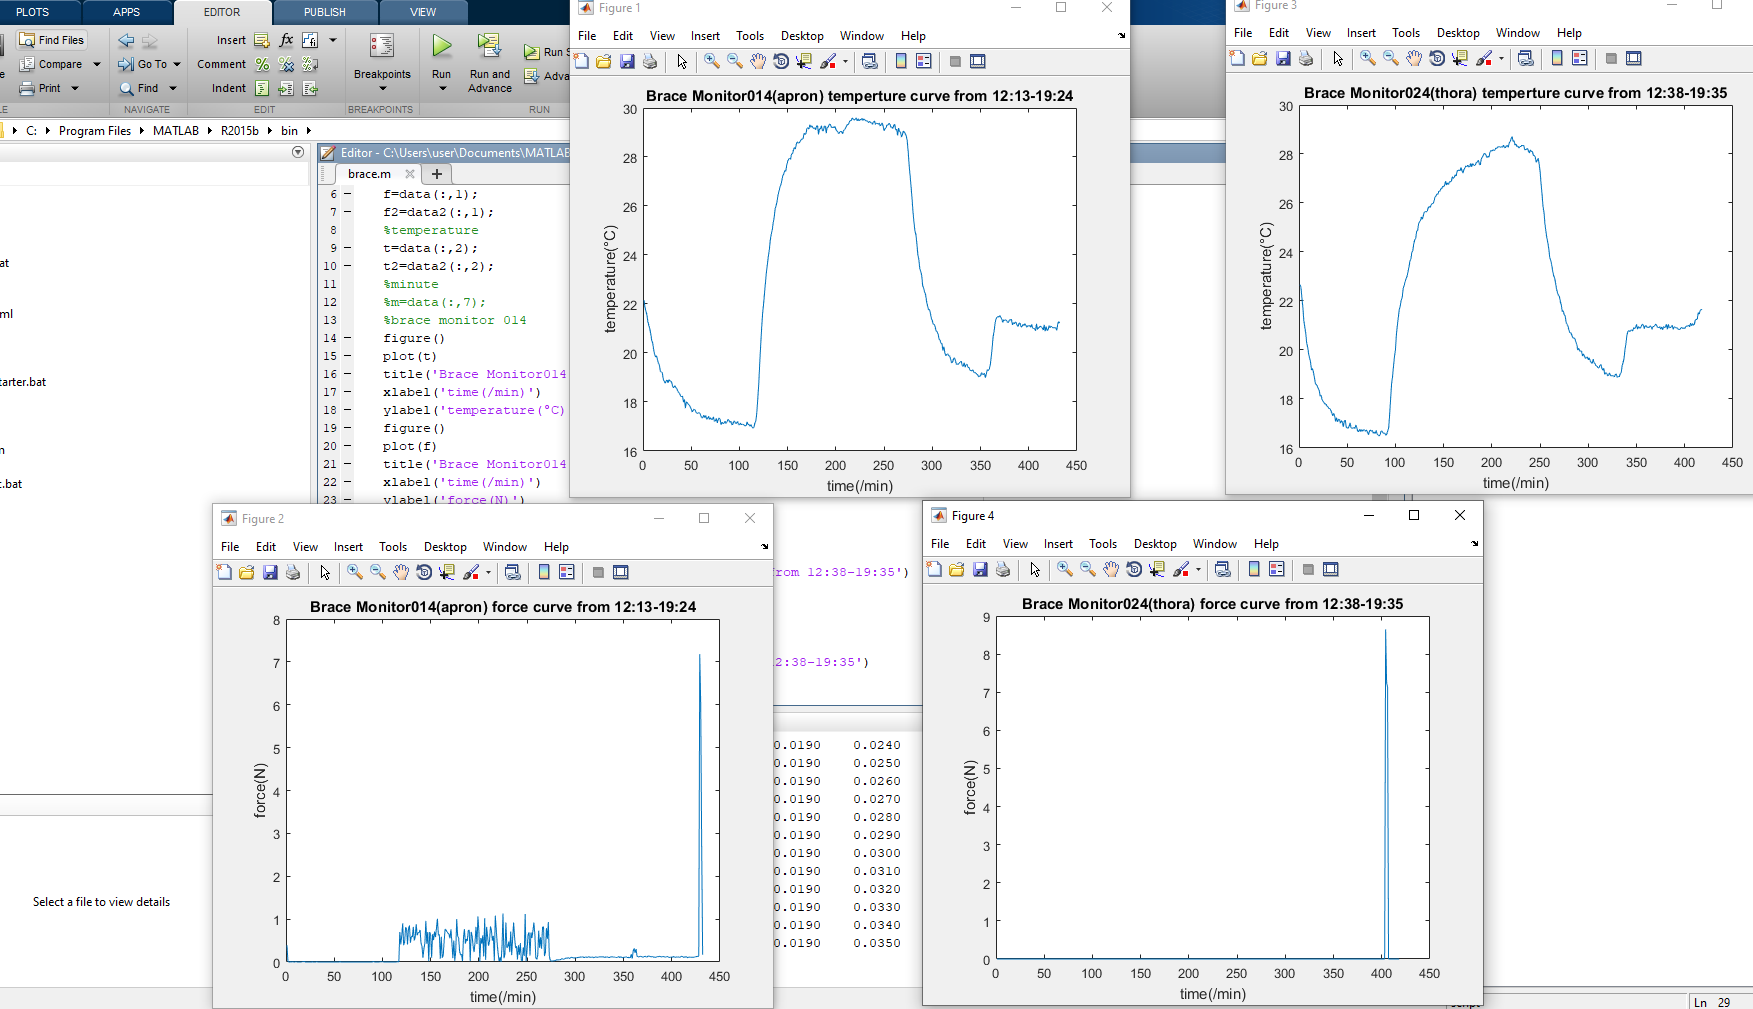 PLOTS APPS EDITOR PUBLISH VIEW
Find Files Insert fx fi
Compare Go To Comment Breakpoints Run Run and Advance Run S
Print Find Indent Adva
NAVIGATE EDIT BREAKPOINTS RUN
C: Program Files MATLAB R2015b bin
Editor - C:\Users\user\Documents\MATLAB
brace.m
6 f=data(:,1);
7 f2=data2(:,1);
8 %temperature
9 t=data(:,2);
10 t2=data2(:,2);
11 %minute
12 %m=data(:,7);
13 %brace monitor 014
14 figure()
15 plot(t)
16 title('Brace Monitor014
17 xlabel('time(/min)')
18 ylabel('temperature(°C)
19 figure()
20 plot(f)
21 title('Brace Monitor014
22 xlabel('time(/min)')
23 ylabel('force(N)')
rom 12:38-19:35')
2:38-19:35')
at
ml
tarter.bat
n
t.bat
Select a file to view details
0.0190 0.0240
0.0190 0.0250
0.0190 0.0260
0.0190 0.0270
0.0190 0.0280
0.0190 0.0290
0.0190 0.0300
0.0190 0.0310
0.0190 0.0320
0.0190 0.0330
0.0190 0.0340
0.0190 0.0350
Figure 1
File Edit View Insert Tools Desktop Window Help
Brace Monitor014(apron) temperture curve from 12:13-19:24
30
28
26
24
22
20
18
16
temperature(°C)
0 50 100 150 200 250 300 350 400 450
time(/min)
Figure 3
File Edit View Insert Tools Desktop Window Help
Brace Monitor024(thora) temperture curve from 12:38-19:35
30
28
26
24
22
20
18
16
temperature(°C)
0 50 100 150 200 250 300 350 400 450
time(/min)
Figure 2
File Edit View Insert Tools Desktop Window Help
Brace Monitor014(apron) force curve from 12:13-19:24
8
7
6
5
4
3
2
1
0
force(N)
0 50 100 150 200 250 300 350 400 450
time(/min)
Figure 4
File Edit View Insert Tools Desktop Window Help
Brace Monitor024(thora) force curve from 12:38-19:35
9
8
7
6
5
4
3
2
1
0
force(N)
0 50 100 150 200 250 300 350 400 450
time(/min)
Ln 29